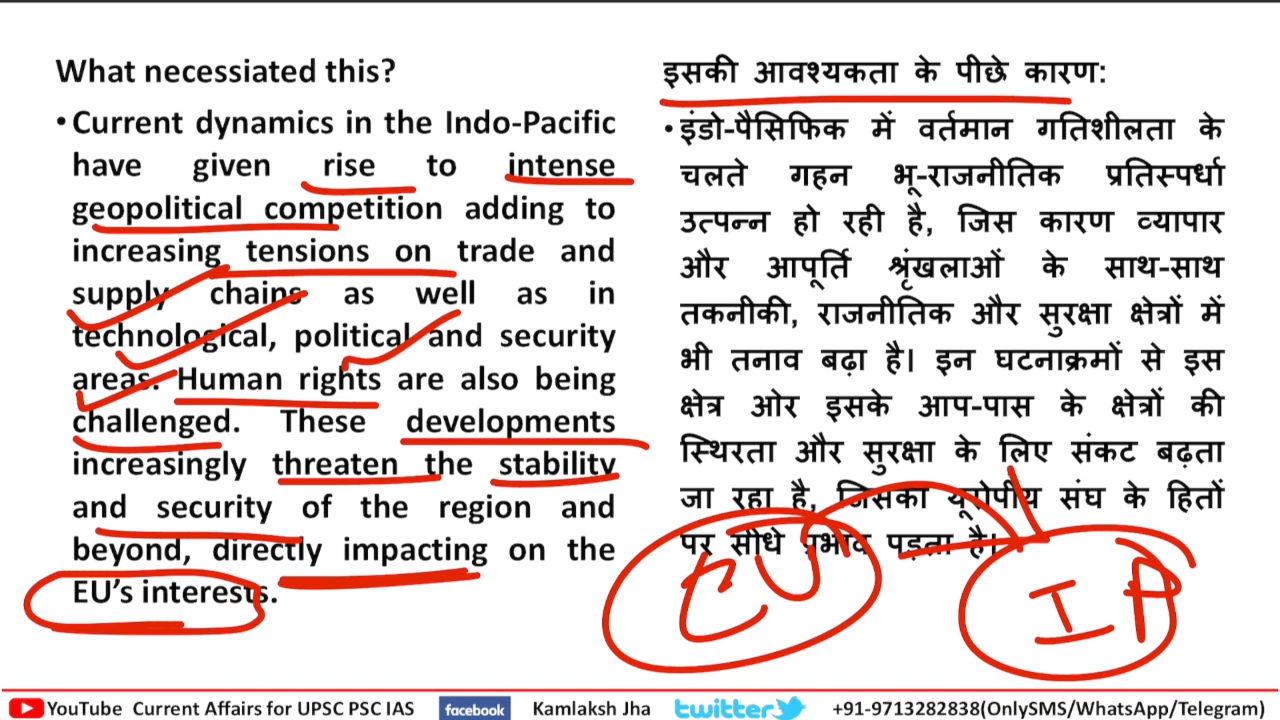 What necessiated this?
• Current dynamics in the Indo-Pacific
have given rise to intense
geopolitical competition adding to
increasing tensions on trade and
supply chains as well as in
technological, political and security
areas. Human rights are also being
challenged. These developments
increasingly threaten the stability
and security of the region and
beyond, directly impacting on the
EU’s interests.
इसकी आवश्यकता के पीछे कारण:
• इंडो-पैसिफिक में वर्तमान गतिशीलता के
चलते गहन भू-राजनीतिक प्रतिस्पर्धा
उत्पन्न हो रही है, जिस कारण व्यापार
और आपूर्ति श्रृंखलाओं के साथ-साथ
तकनीकी, राजनीतिक और सुरक्षा क्षेत्रों में
भी तनाव बढ़ा है। इन घटनाक्रमों से इस
क्षेत्र ओर इसके आप-पास के क्षेत्रों की
स्थिरता और सुरक्षा के लिए संकट बढ़ता
जा रहा है, जिसका यूरोपीय संघ के हितों
पर सीधे प्रभाव पड़ता है।
EU
IP
YouTube Current Affairs for UPSC PSC IAS facebook Kamlaksh Jha twitter +91-9713282838(OnlySMS/WhatsApp/Telegram)